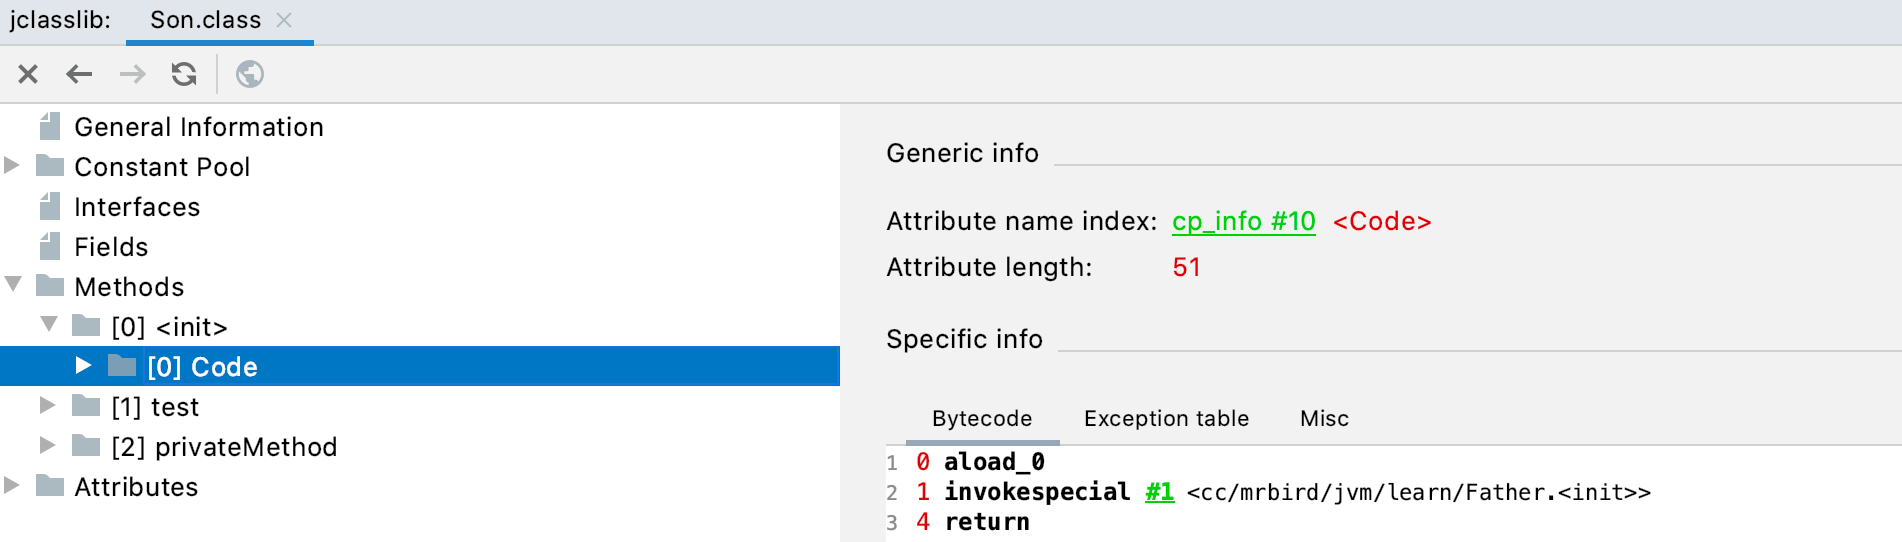 jclasslib: Son.class
General Information
Constant Pool
Interfaces
Fields
Methods
[0] <init>
[0] Code
[1] test
[2] privateMethod
Attributes
Generic info
Attribute name index: cp_info #10 <Code>
Attribute length: 51
Specific info
Bytecode Exception table Misc
1 0 aload_0
2 1 invokespecial #1 <cc/mrbird/jvm/learn/Father.<init>>
3 4 return